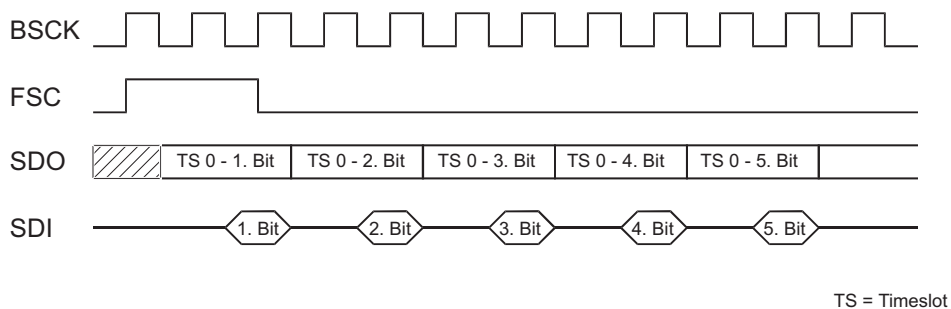 BSCK
FSC
SDO TS 0 - 1. Bit TS 0 - 2. Bit TS 0 - 3. Bit TS 0 - 4. Bit TS 0 - 5. Bit
SDI 1. Bit 2. Bit 3. Bit 4. Bit 5. Bit
TS = Timeslot